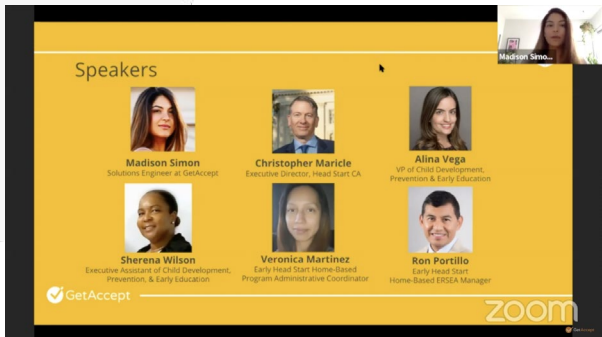 Madison Simo...
Speakers
Madison Simon
Solutions Engineer at GetAccept
Christopher Maricle
Executive Director, Head Start CA
Alina Vega
VP of Child Development,
Prevention & Early Education
Sherena Wilson
Executive Assistant of Child Development,
Prevention, & Early Education
Veronica Martinez
Early Head Start Home-Based
Program Administrative Coordinator
Ron Portillo
Early Head Start
Home-Based ERSEA Manager
GetAccept
zoom
GetAccept